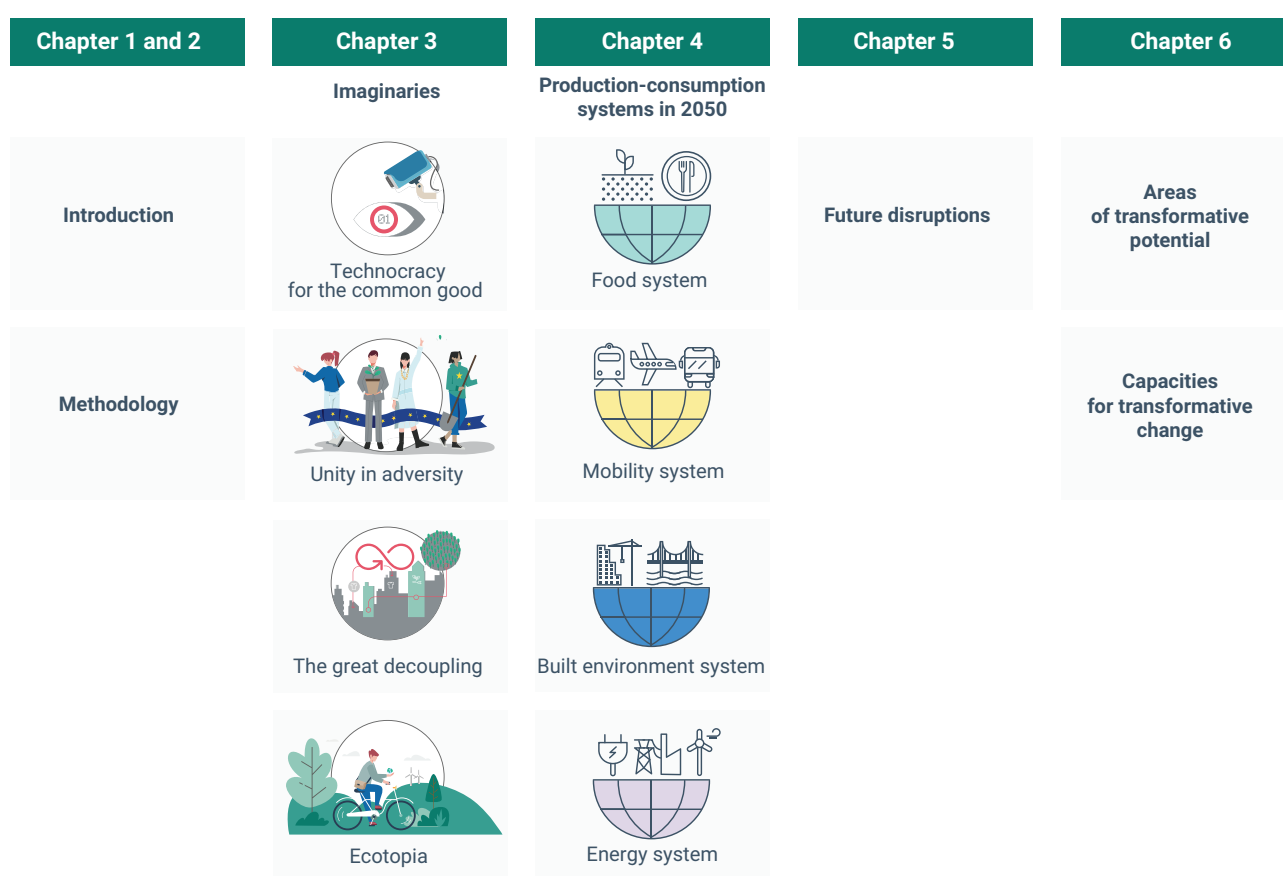 Chapter 1 and 2
Introduction
Methodology
Chapter 3
Imaginaries
01
Technocracy
for the common good
Unity in adversity
The great decoupling
Ecotopia
Chapter 4
Production-consumption
systems in 2050
Food system
Mobility system
Built environment system
Energy system
Chapter 5
Future disruptions
Chapter 6
Areas
of transformative
potential
Capacities
for transformative
change